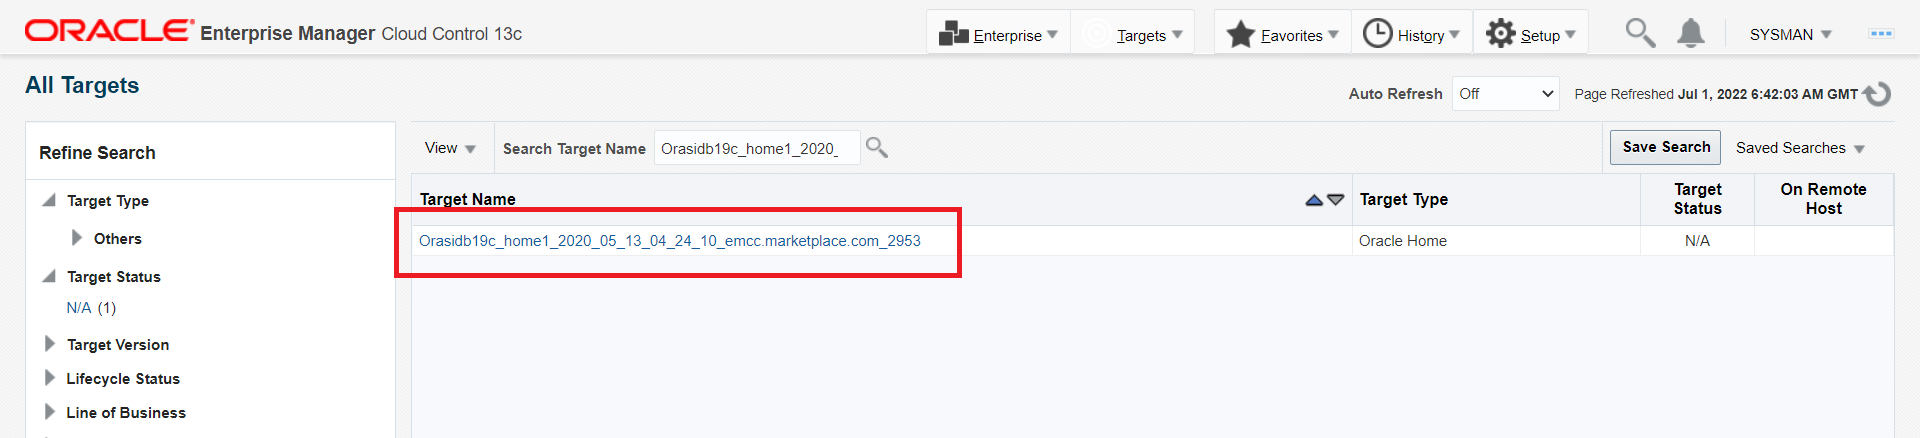 ORACLE Enterprise Manager Cloud Control 13c Enterprise Targets Favorites History Setup SYSMAN
All Targets
Auto Refresh Off Page Refreshed Jul 1, 2022 6:42:03 AM GMT
Refine Search
Target Type
Others
Target Status
N/A (1)
Target Version
Lifecycle Status
Line of Business
View Search Target Name Orasidb19c_home1_2020_ Save Search Saved Searches
Target Name Target Type Target Status On Remote Host
Orasidb19c_home1_2020_05_13_04_24_10_emcc.marketplace.com_2953 Oracle Home N/A